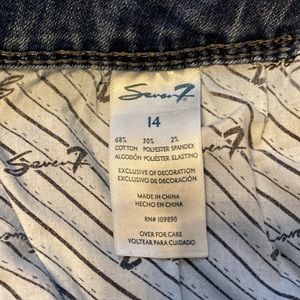 Seven7
14
68% 30% 2%
COTTON POLYESTER SPANDEX
ALGODÓN POLIÉSTER ELASTINO
EXCLUSIVE OF DECORATION
EXCLUSIVO DE DECORACIÓN
MADE IN CHINA
HECHO EN CHINA
RN# 109890
OVER FOR CARE
VOLTEAR PARA CUIDADO
Seven7